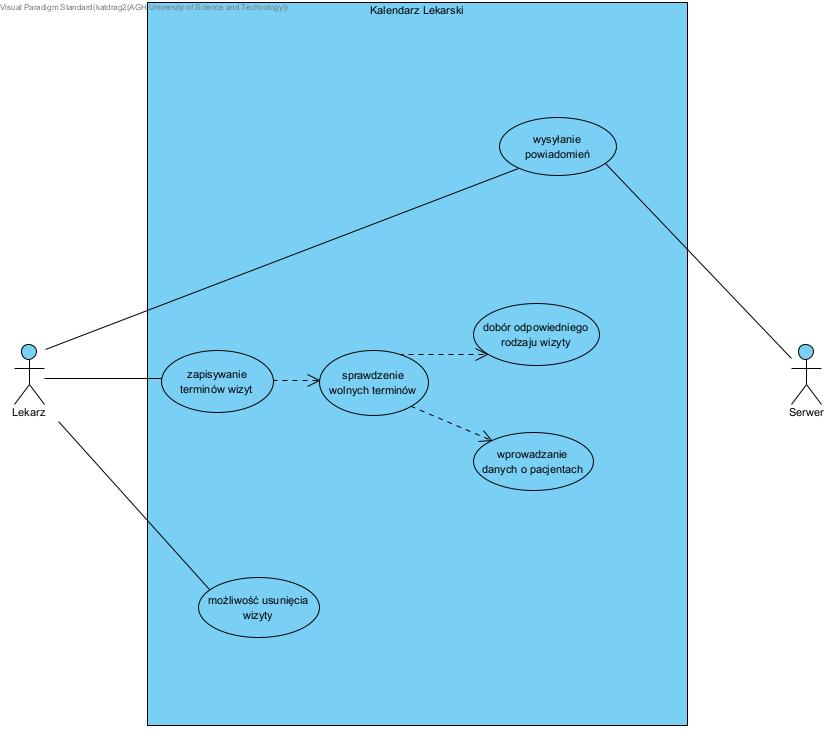 Visual Paradigm Standard(katdrag2(AGH University of Science and Technology))
Kalendarz Lekarski
wysyłanie
powiadomień
dobór odpowiedniego
rodzaju wizyty
zapisywanie
terminów wizyt
sprawdzenie
wolnych terminów
Lekarz
Serwer
wprowadzanie
danych o pacjentach
możliwość usunięcia
wizyty